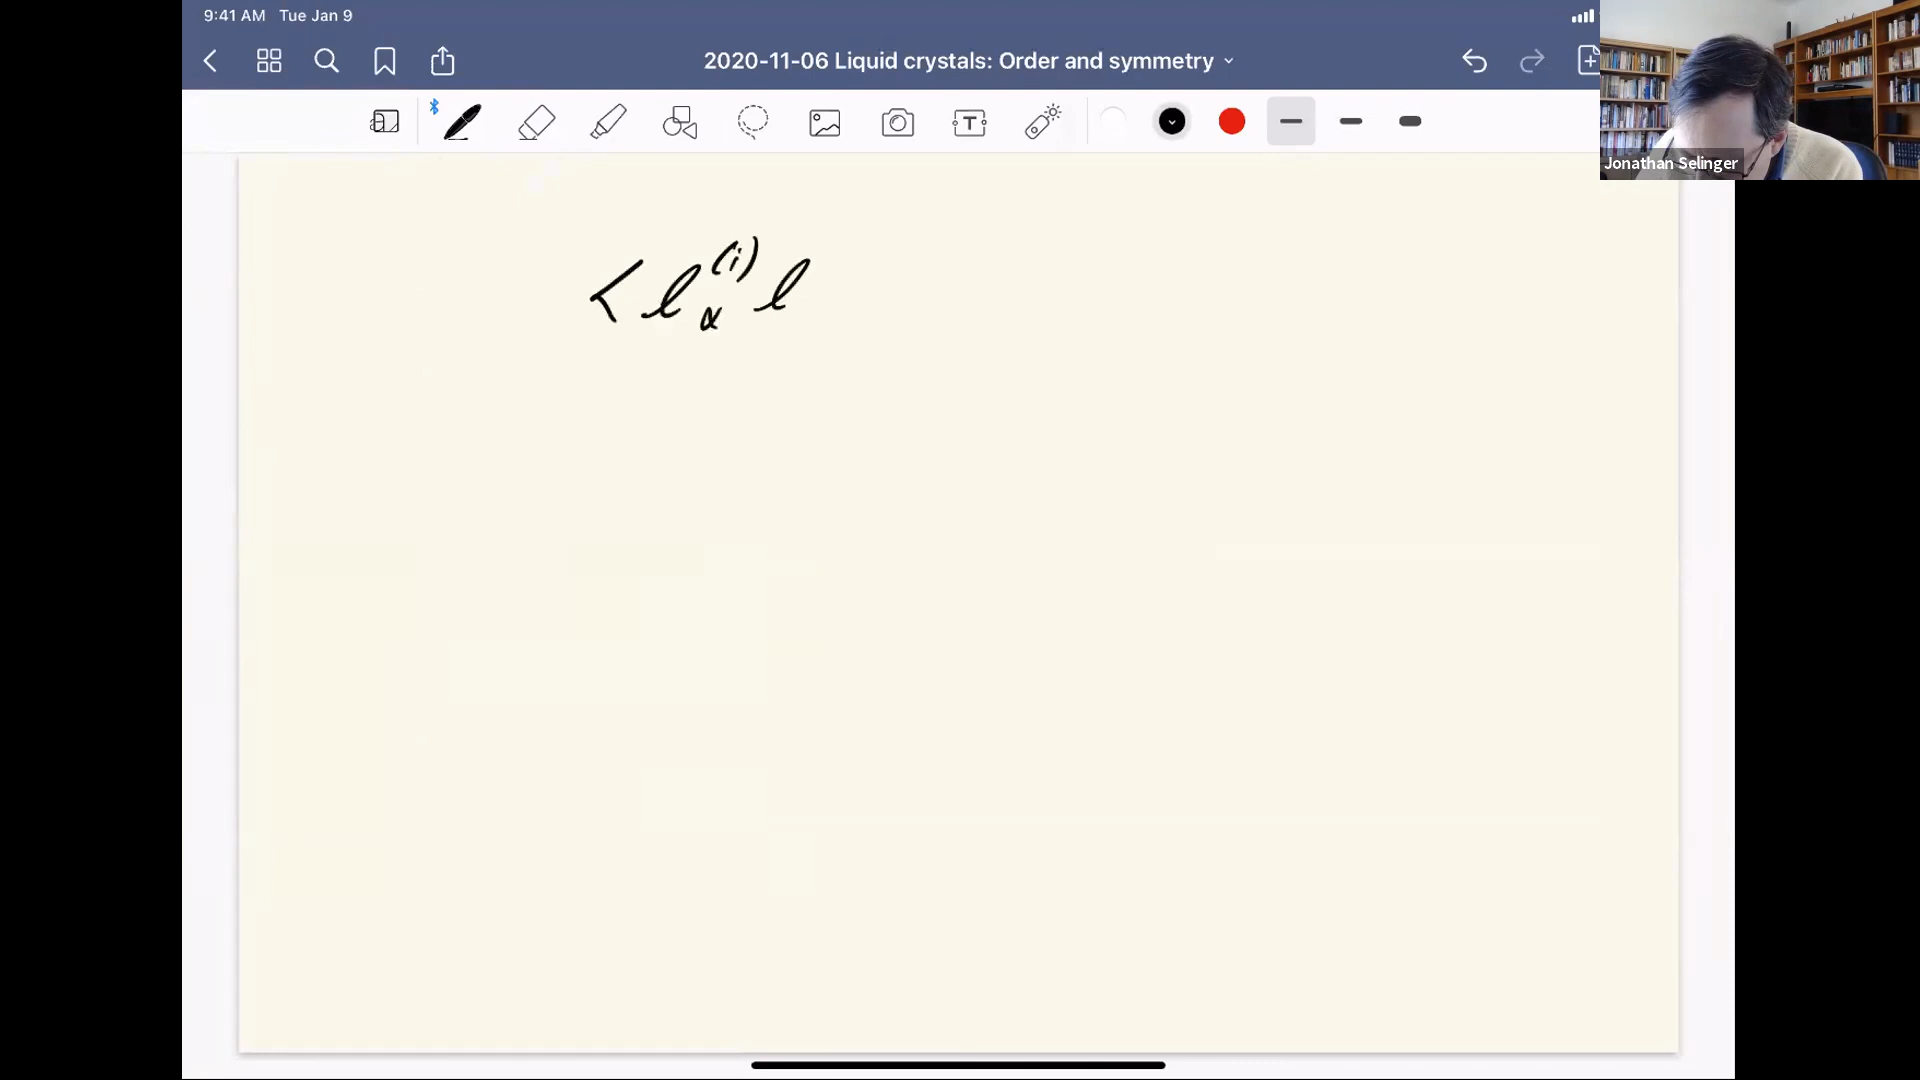 9:41 AM Tue Jan 9
2020-11-06 Liquid crystals: Order and symmetry
T
a
Jonathan Selinger
< ℓ_α^(i) ℓ